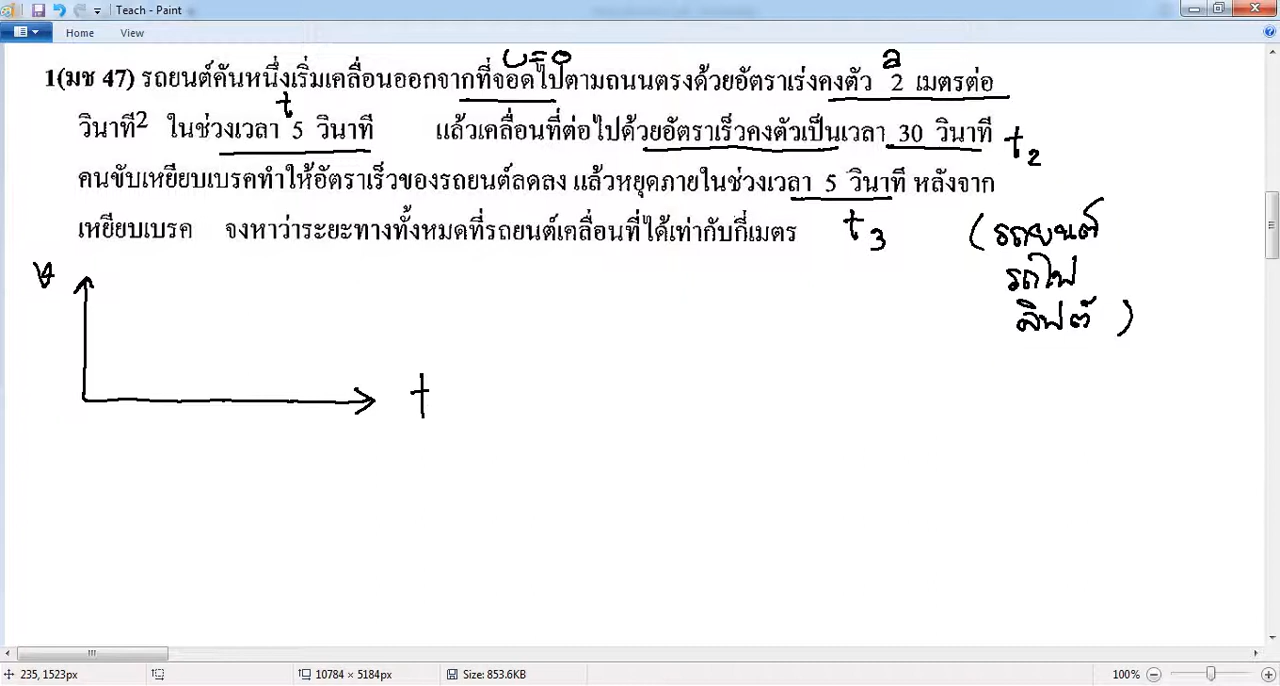 Teach - Paint
Home View
u=0 a
1(มช 47) รถยนต์คันหนึ่งเริ่มเคลื่อนออกจากที่จอดไปตามถนนตรงด้วยอัตราเร่งคงตัว 2 เมตรต่อ
t
วินาที2 ในช่วงเวลา 5 วินาที แล้วเคลื่อนที่ต่อไปด้วยอัตราเร็วคงตัวเป็นเวลา 30 วินาที t2
คนขับเหยียบเบรคทำให้อัตราเร็วของรถยนต์ลดลง แล้วหยุดภายในช่วงเวลา 5 วินาที หลังจาก
เหยียบเบรค จงหาว่าระยะทางทั้งหมดที่รถยนต์เคลื่อนที่ได้เท่ากับกี่เมตร t3 (รถยนต์
รถไฟ
ลิฟต์)
v
t
235, 1523px 10784 × 5184px Size: 853.6KB 100%